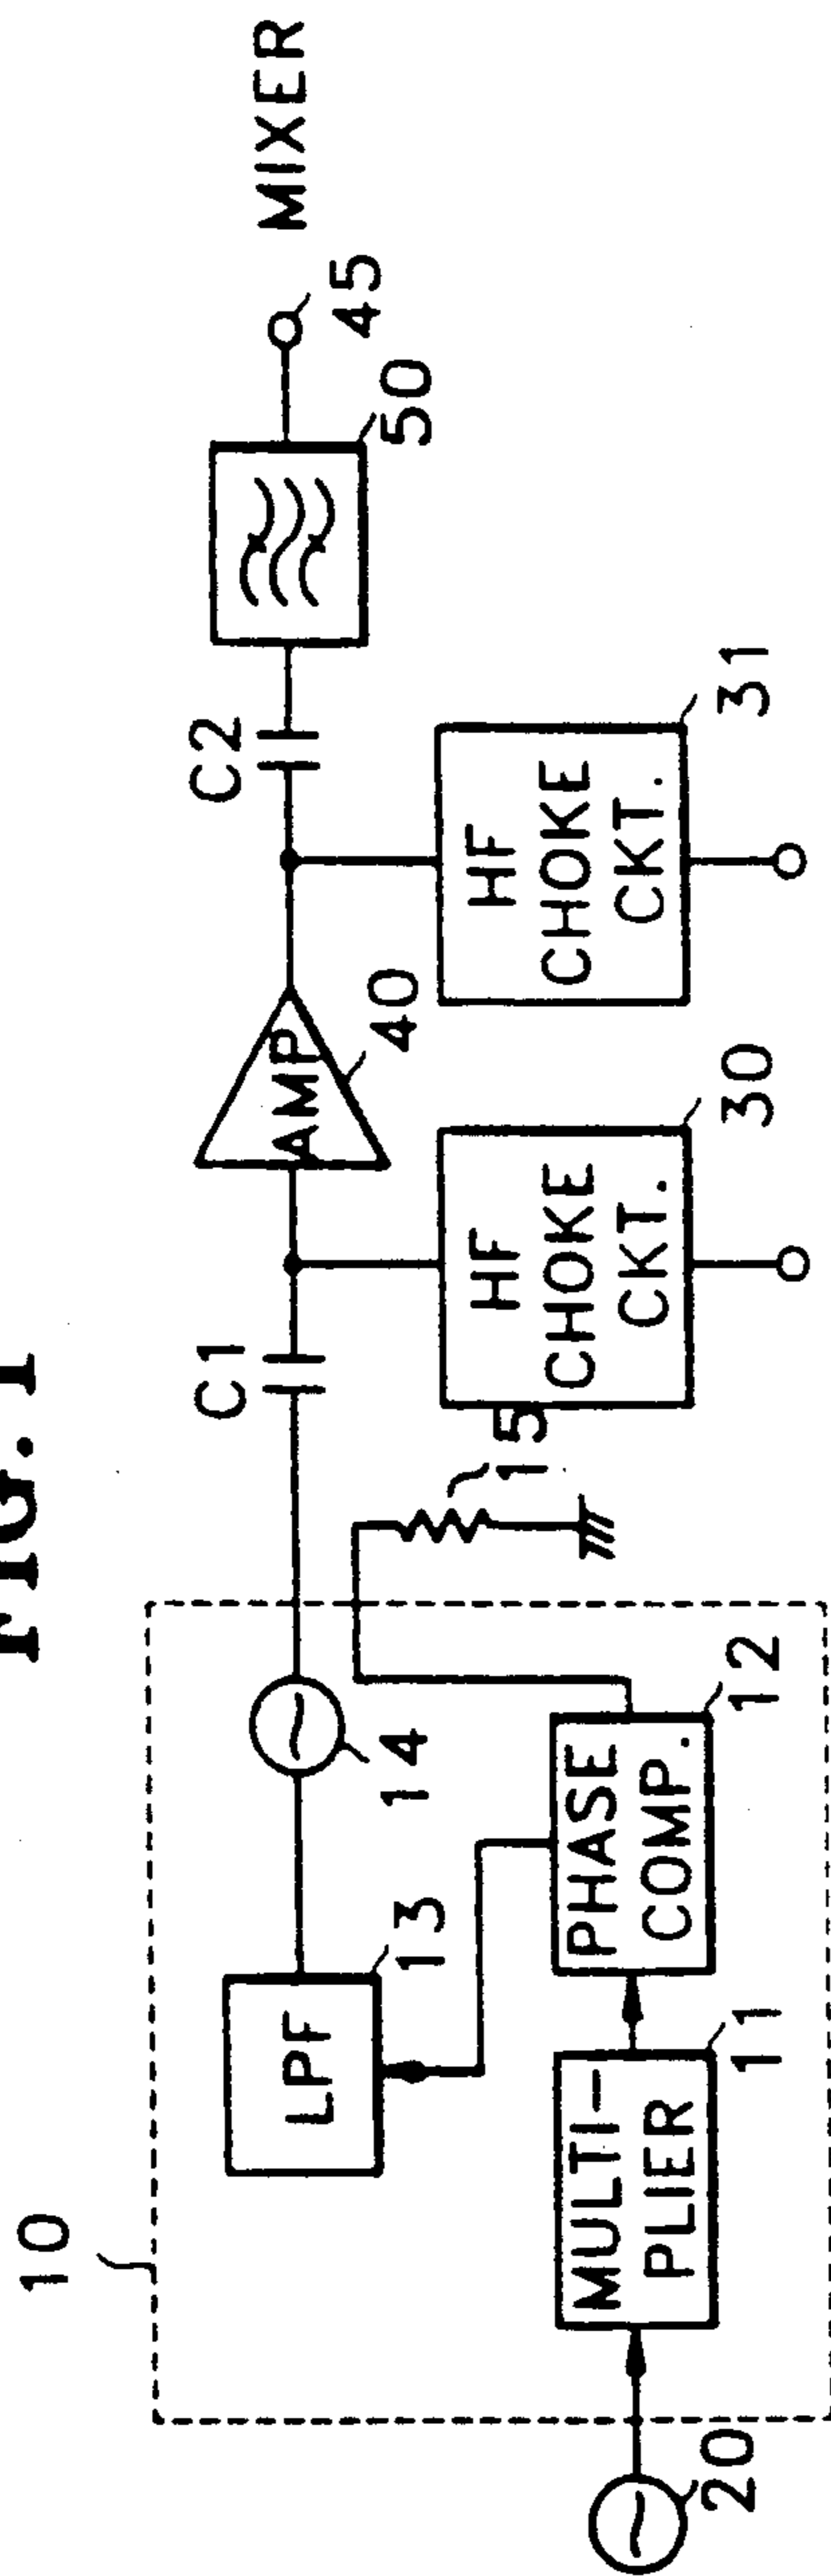 FIG. 1
10
20
MULTI-
PLIER
11
PHASE
COMP.
12
LPF
13
14
15
C1
HF
CHOKE
CKT.
30
AMP
40
C2
HF
CHOKE
CKT.
31
50
45
MIXER